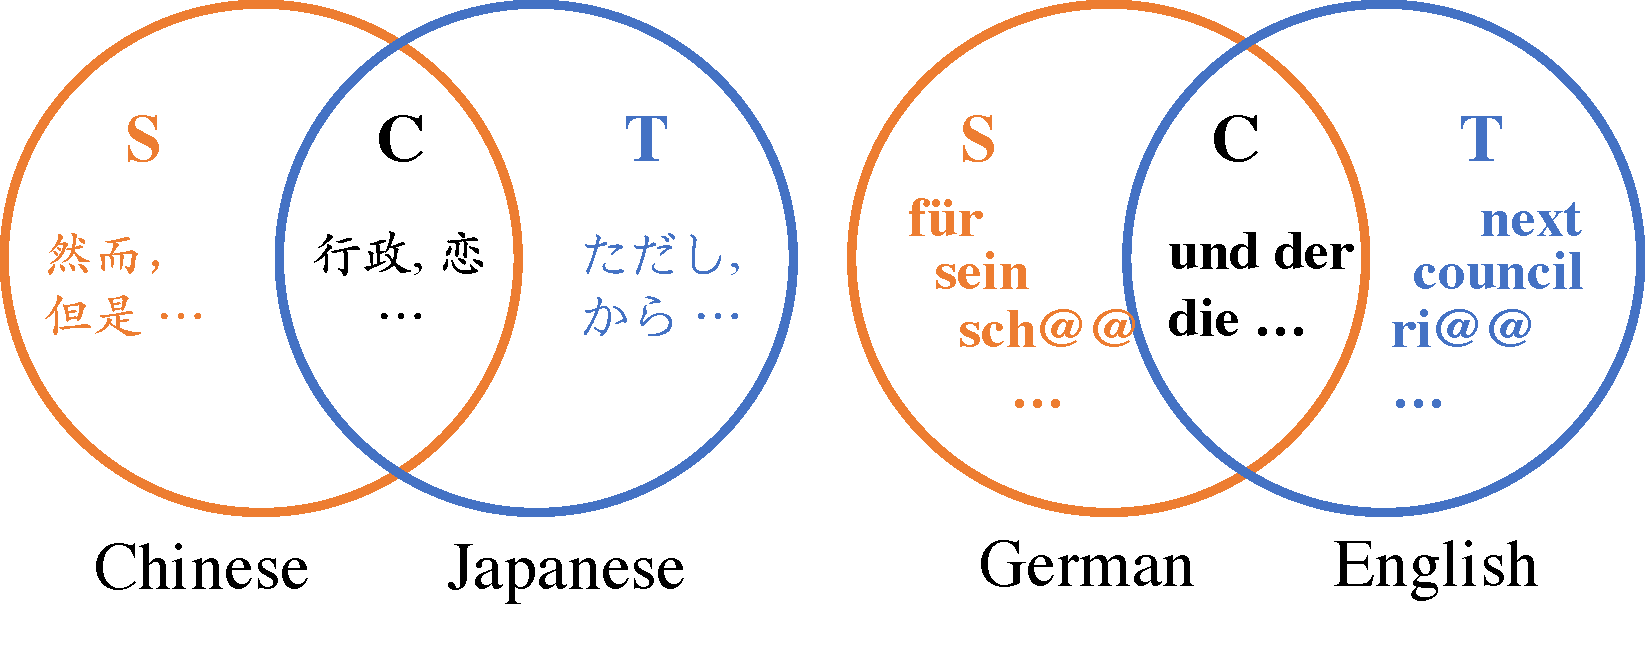 S
C
T
然而，
但是 …
行政, 恋
…
ただし,
から …
Chinese
Japanese
S
C
T
für
sein
sch@@
…
und der
die …
next
council
ri@@
…
German
English